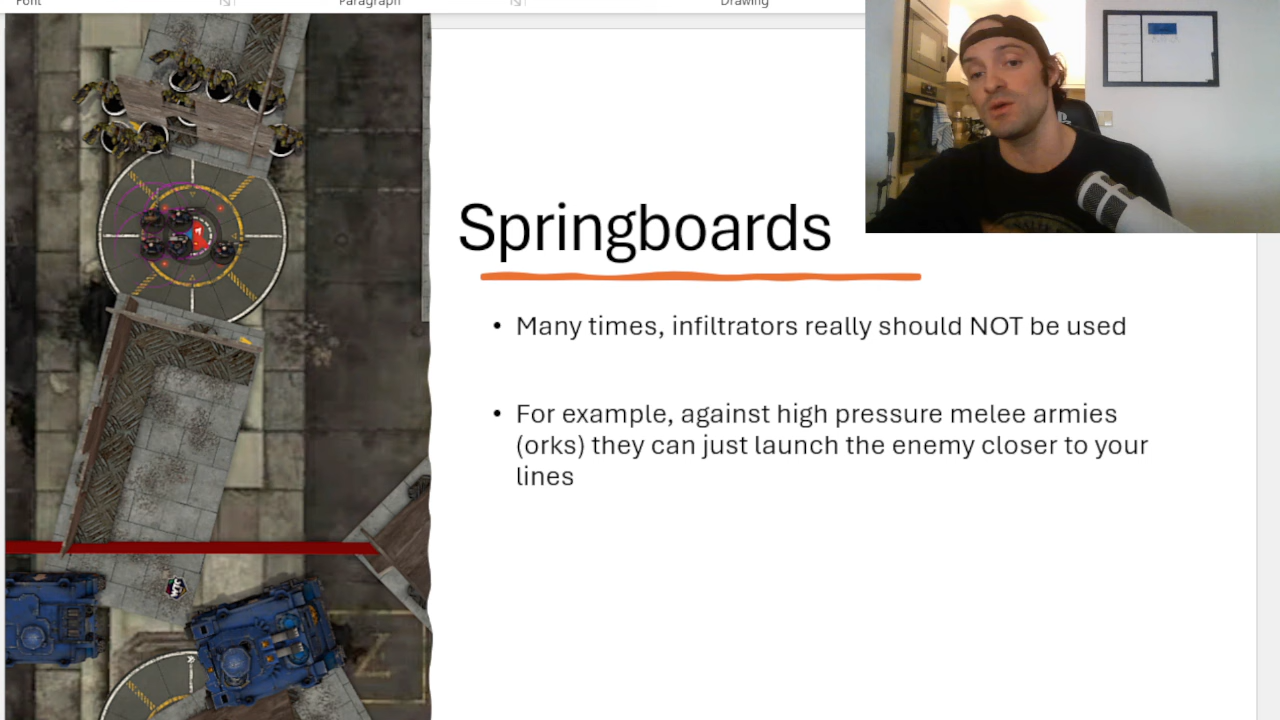 Font
Paragraph
Drawing
Springboards
• Many times, infiltrators really should NOT be used
• For example, against high pressure melee armies
(orks) they can just launch the enemy closer to your
lines